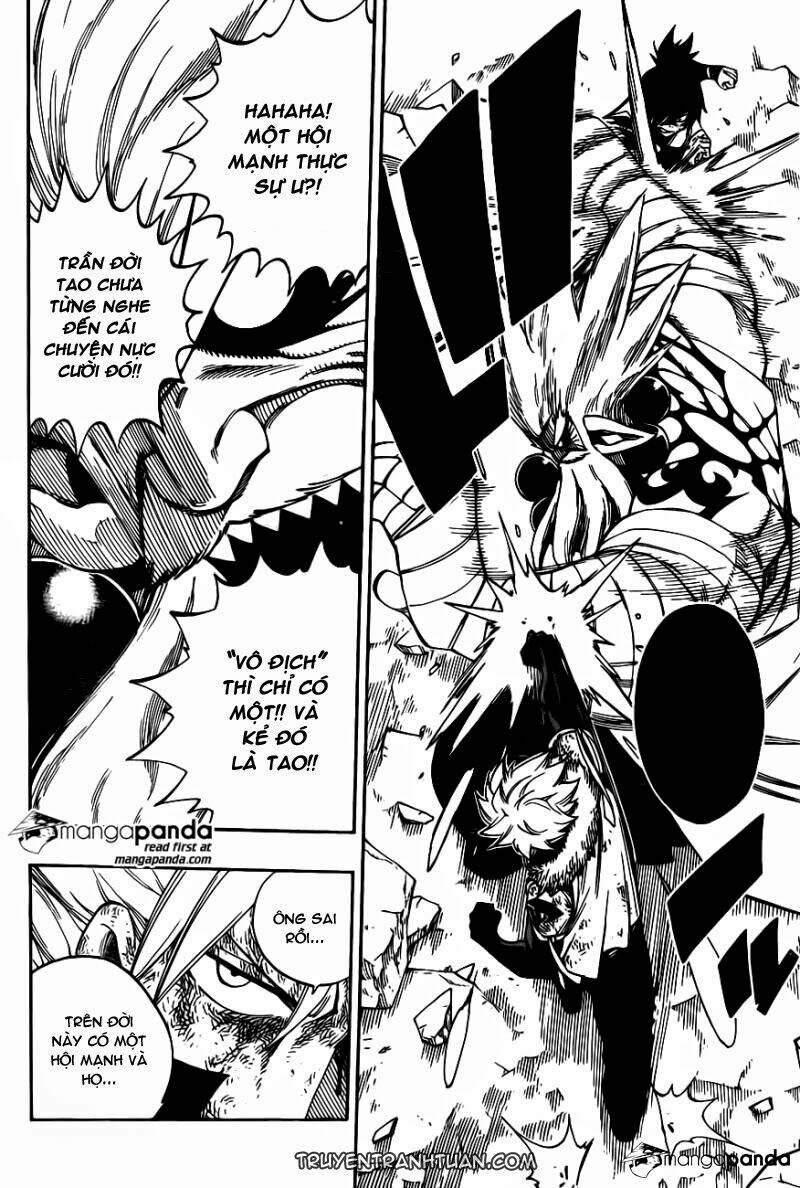 HAHAHA!
MỘT HỘI
MẠNH THỰC
SỰ Ư?!
TRẦN ĐỜI
TAO CHƯA
TỪNG NGHE
ĐẾN CÁI
CHUYỆN NỰC
CƯỜI ĐÓ!!
"VÔ ĐỊCH"
THÌ CHỈ CÓ
MỘT!! VÀ
KẺ ĐÓ
LÀ TAO!!
mangapanda
read first at
mangapanda.com
ÔNG SAI
RỒI...
TRÊN ĐỜI
NÀY CÓ MỘT
HỘI MẠNH VÀ
HỌ...
TRUYENTRANHTUAN.COM
mangapanda